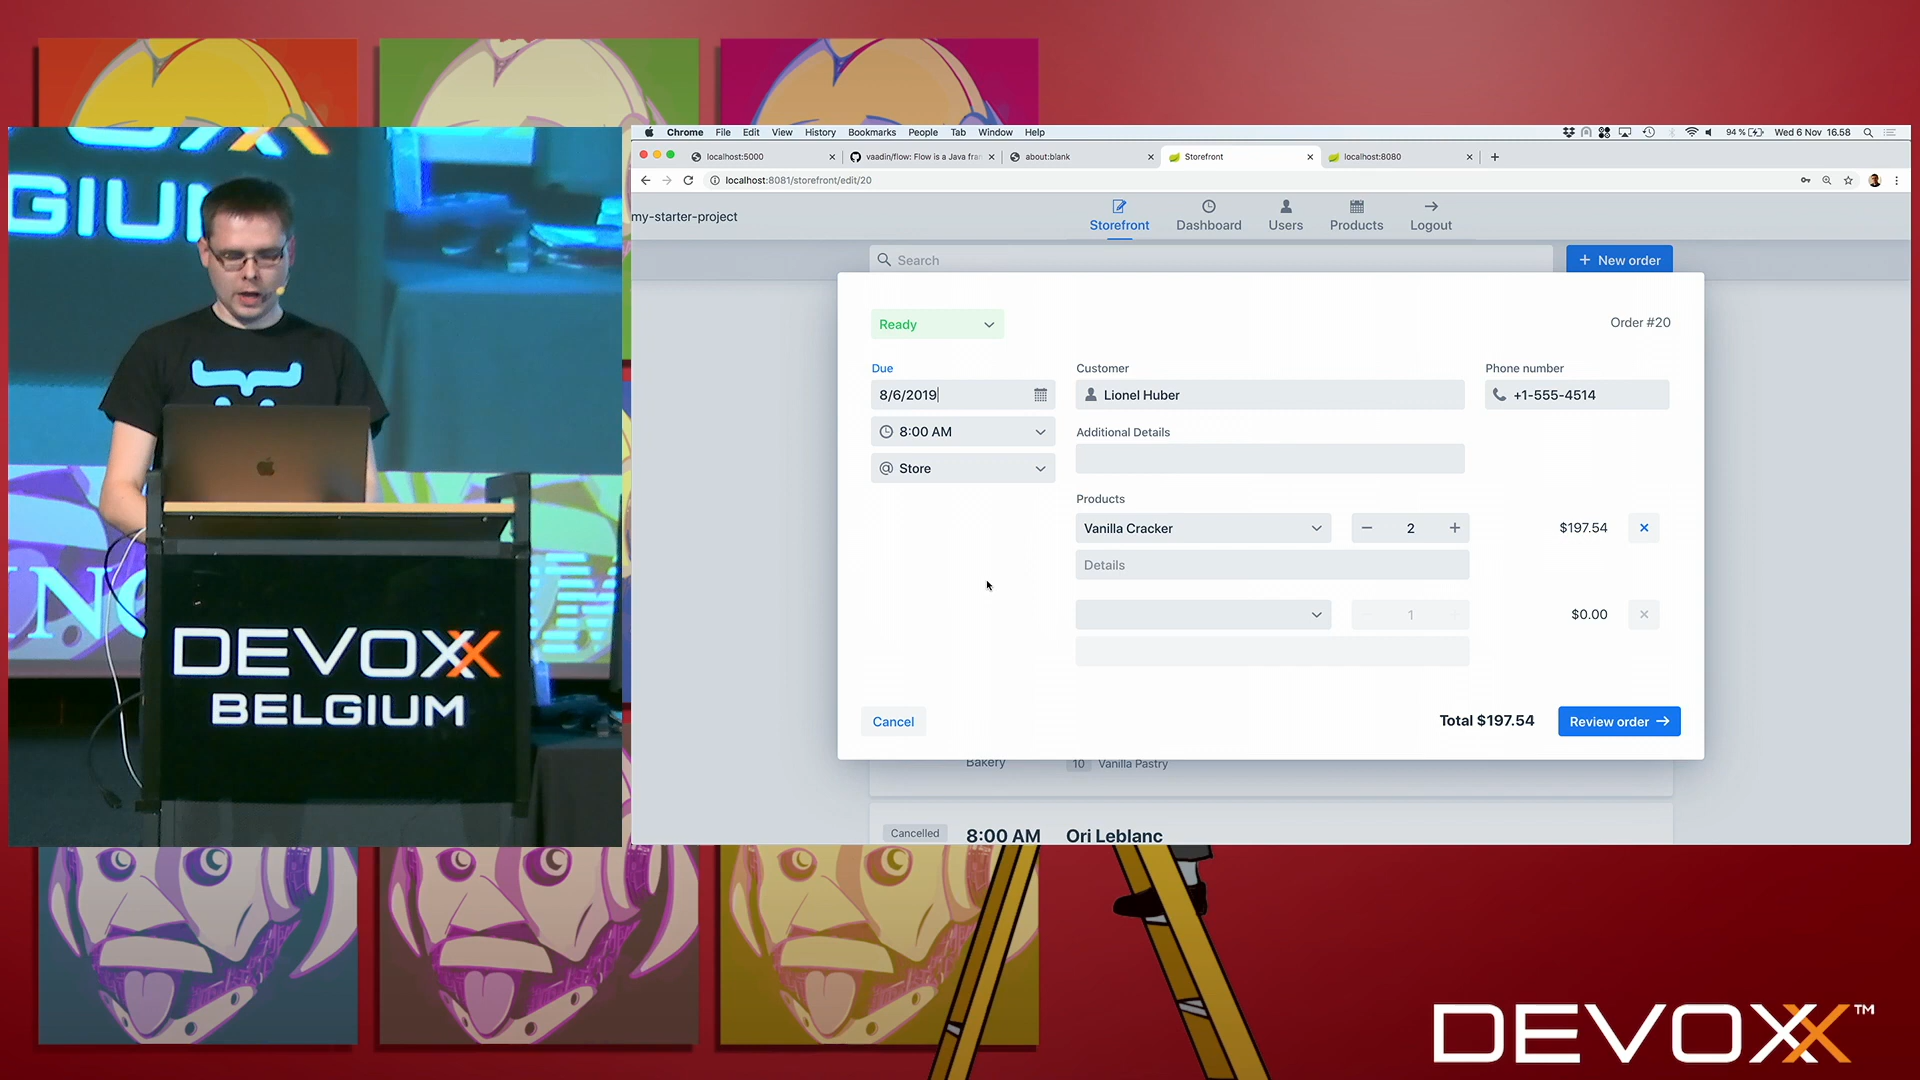 GIUM
ING
DEVOXX
BELGIUM
Chrome File Edit View History Bookmarks People Tab Window Help
94 % Wed 6 Nov 16.58
localhost:5000
vaadin/flow: Flow is a Java fra
about:blank
Storefront
localhost:8080
localhost:8081/storefront/edit/20
my-starter-project
Storefront Dashboard Users Products Logout
Search
+ New order
Ready
Order #20
Due
Customer
Phone number
8/6/2019
Lionel Huber
+1-555-4514
8:00 AM
Additional Details
@ Store
Products
Vanilla Cracker
− 2 +
$197.54
Details
1
$0.00
Cancel
Total $197.54
Review order →
Bakery
10 Vanilla Pastry
Cancelled
8:00 AM
Ori Leblanc
DEVOXX™